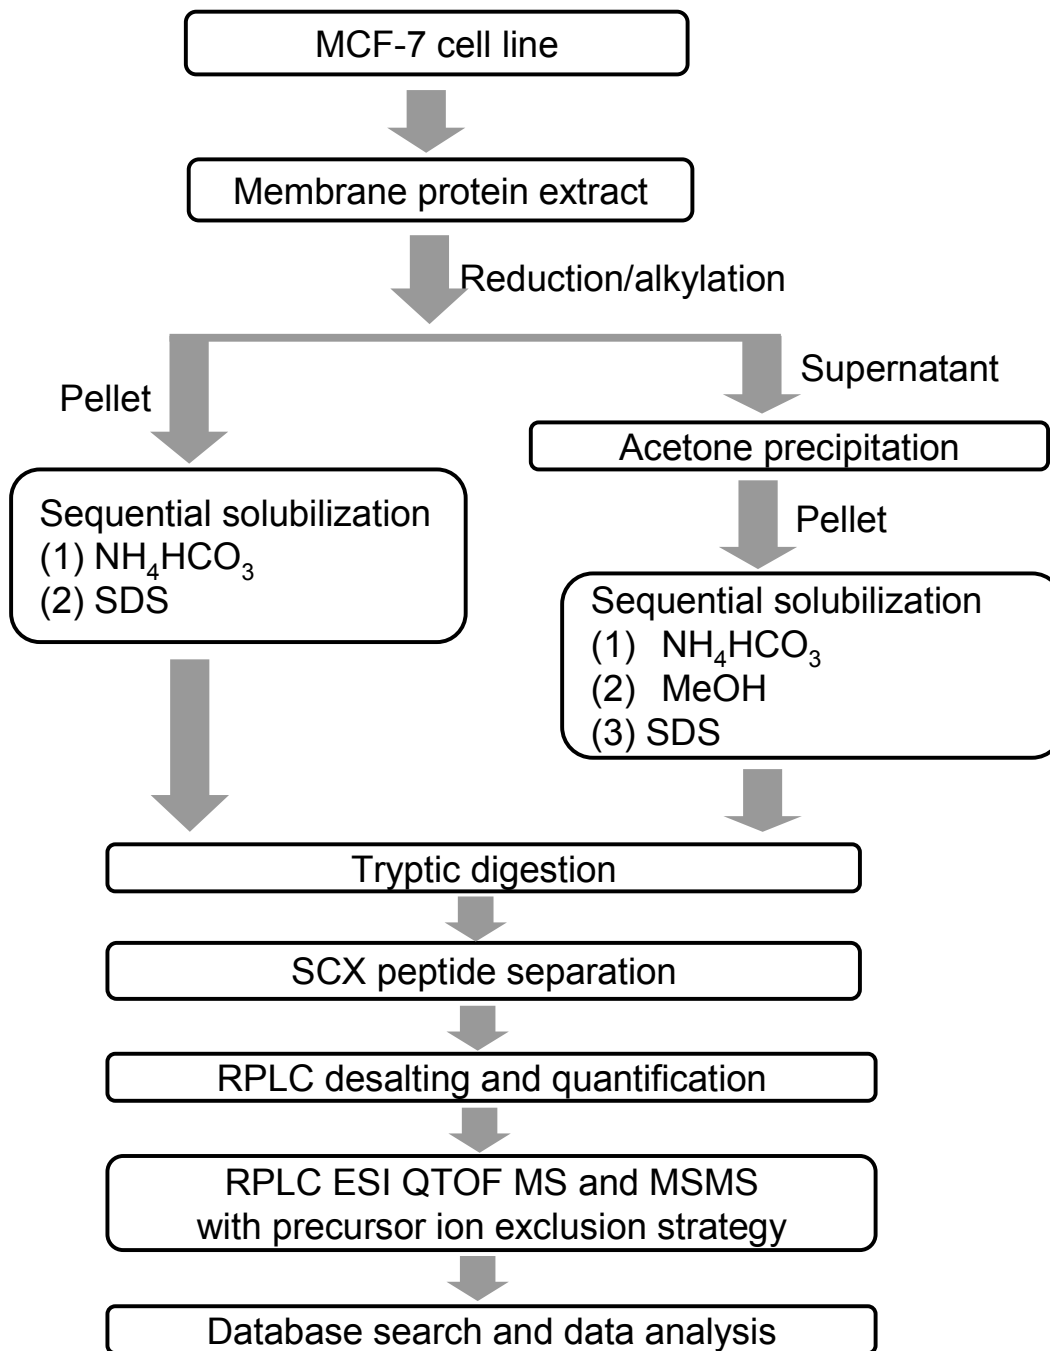 MCF-7 cell line
Membrane protein extract
Reduction/alkylation
Pellet
Supernatant
Acetone precipitation
Pellet
Sequential solubilization
(1) NH₄HCO₃
(2) SDS
Sequential solubilization
(1) NH₄HCO₃
(2) MeOH
(3) SDS
Tryptic digestion
SCX peptide separation
RPLC desalting and quantification
RPLC ESI QTOF MS and MSMS
with precursor ion exclusion strategy
Database search and data analysis